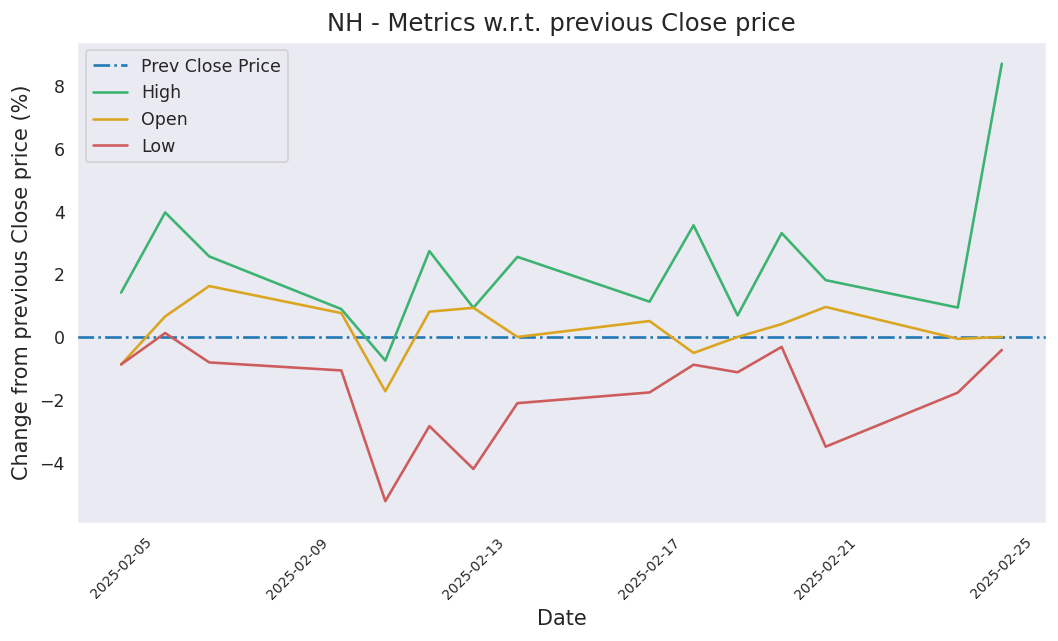 NH - Metrics w.r.t. previous Close price
Prev Close Price
High
Open
Low
Change from previous Close price (%)
8
6
4
2
0
−2
−4
2025-02-05
2025-02-09
2025-02-13
2025-02-17
2025-02-21
2025-02-25
Date